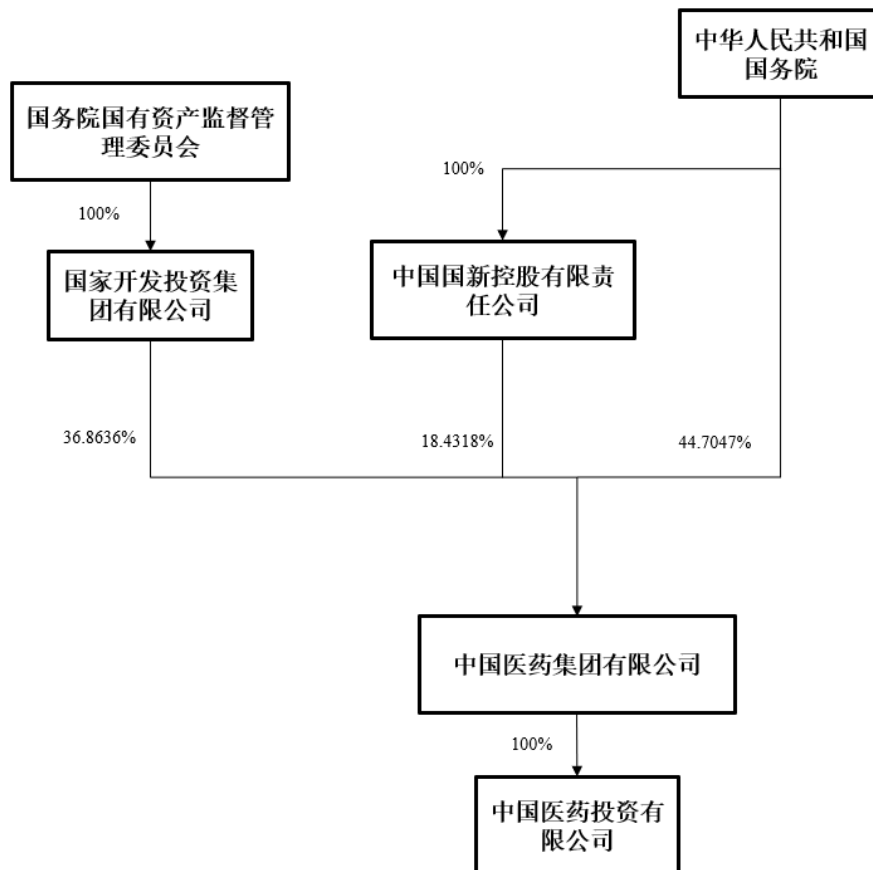 中华人民共和国
国务院
国务院国有资产监督管
理委员会
100%
100%
国家开发投资集
团有限公司
中国国新控股有限责
任公司
36.8636%
18.4318%
44.7047%
中国医药集团有限公司
100%
中国医药投资有
限公司